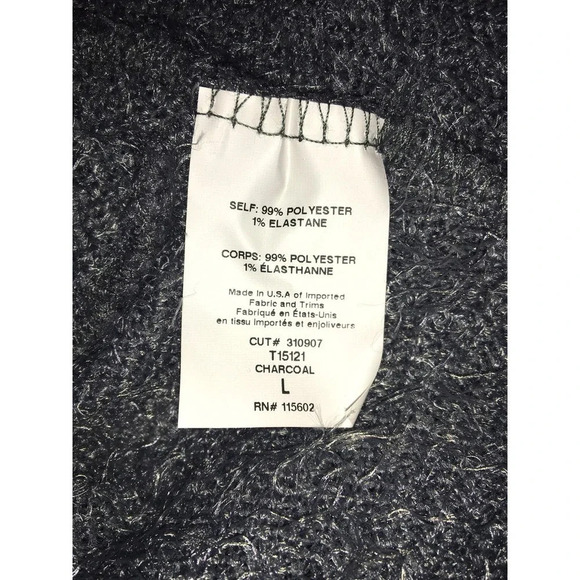 SELF: 99% POLYESTER
1% ELASTANE
CORPS: 99% POLYESTER
1% ÉLASTHANNE
Made in U.S.A of Imported
Fabric and Trims
Fabriqué en États-Unis
en tissu importés et enjoliveurs
CUT# 310907
T15121
CHARCOAL
L
RN# 115602